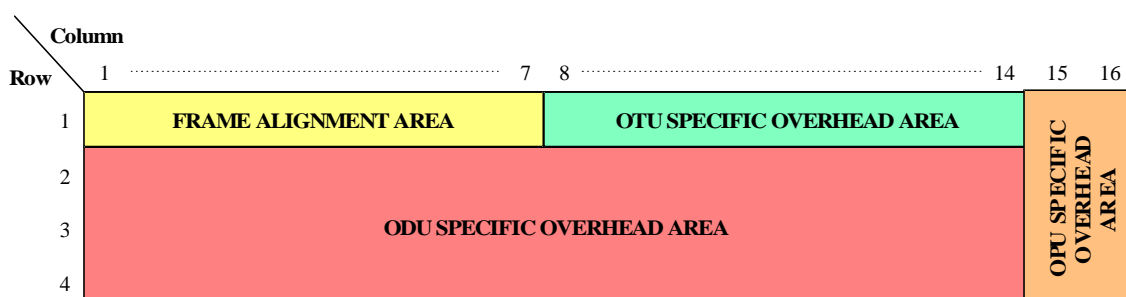 Column
Row
1 7 8 14 15 16
1 FRAME ALIGNMENT AREA OTU SPECIFIC OVERHEAD AREA
2
3 ODU SPECIFIC OVERHEAD AREA
4
OPU SPECIFIC
OVERHEAD
AREA